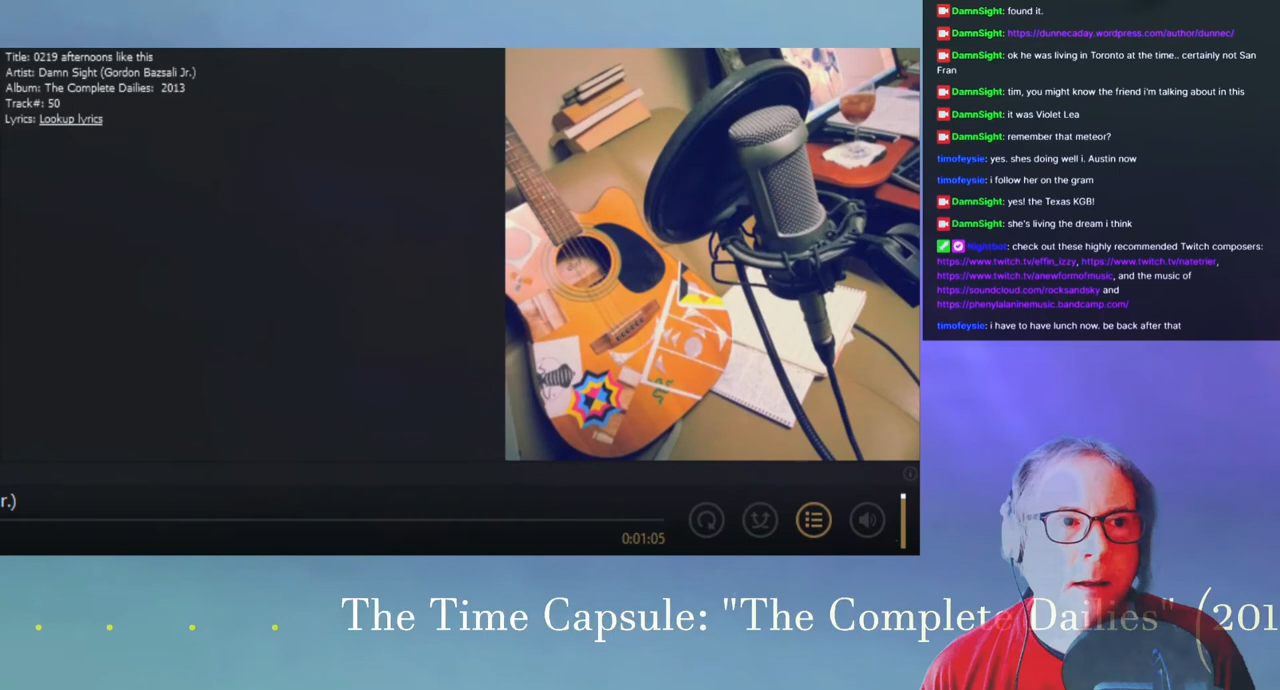 Title: 0219 afternoons like this
Artist: Damn Sight (Gordon Bazsali Jr.)
Album: The Complete Dailies: 2013
Track#: 50
Lyrics: Lookup lyrics
r.)
0:01:05
The Time Capsule: "The Complete Dailies" (201
DamnSight: found it.
DamnSight: https://dunnecaday.wordpress.com/author/dunnec/
DamnSight: ok he was living in Toronto at the time.. certainly not San
Fran
DamnSight: tim, you might know the friend i'm talking about in this
DamnSight: it was Violet Lea
DamnSight: remember that meteor?
timofeysie: yes. shes doing well i. Austin now
timofeysie: i follow her on the gram
DamnSight: yes! the Texas KGB!
DamnSight: she's living the dream i think
Nightbot: check out these highly recommended Twitch composers:
https://www.twitch.tv/effin_izzy, https://www.twitch.tv/natetrier,
https://www.twitch.tv/anewformofmusic, and the music of
https://soundcloud.com/rocksandsky and
https://phenylalaninemusic.bandcamp.com/
timofeysie: i have to have lunch now. be back after that